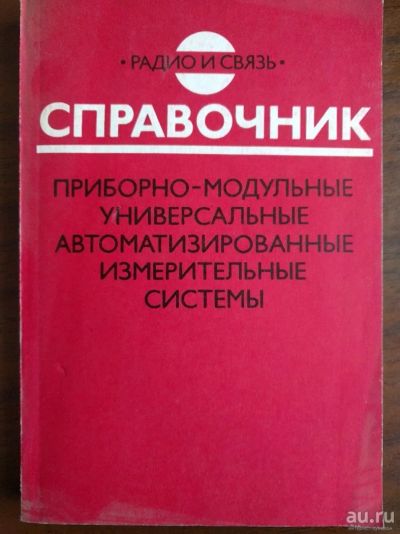 • РАДИО И СВЯЗЬ •
СПРАВОЧНИК
ПРИБОРНО-МОДУЛЬНЫЕ
УНИВЕРСАЛЬНЫЕ
АВТОМАТИЗИРОВАННЫЕ
ИЗМЕРИТЕЛЬНЫЕ
СИСТЕМЫ
au.ru